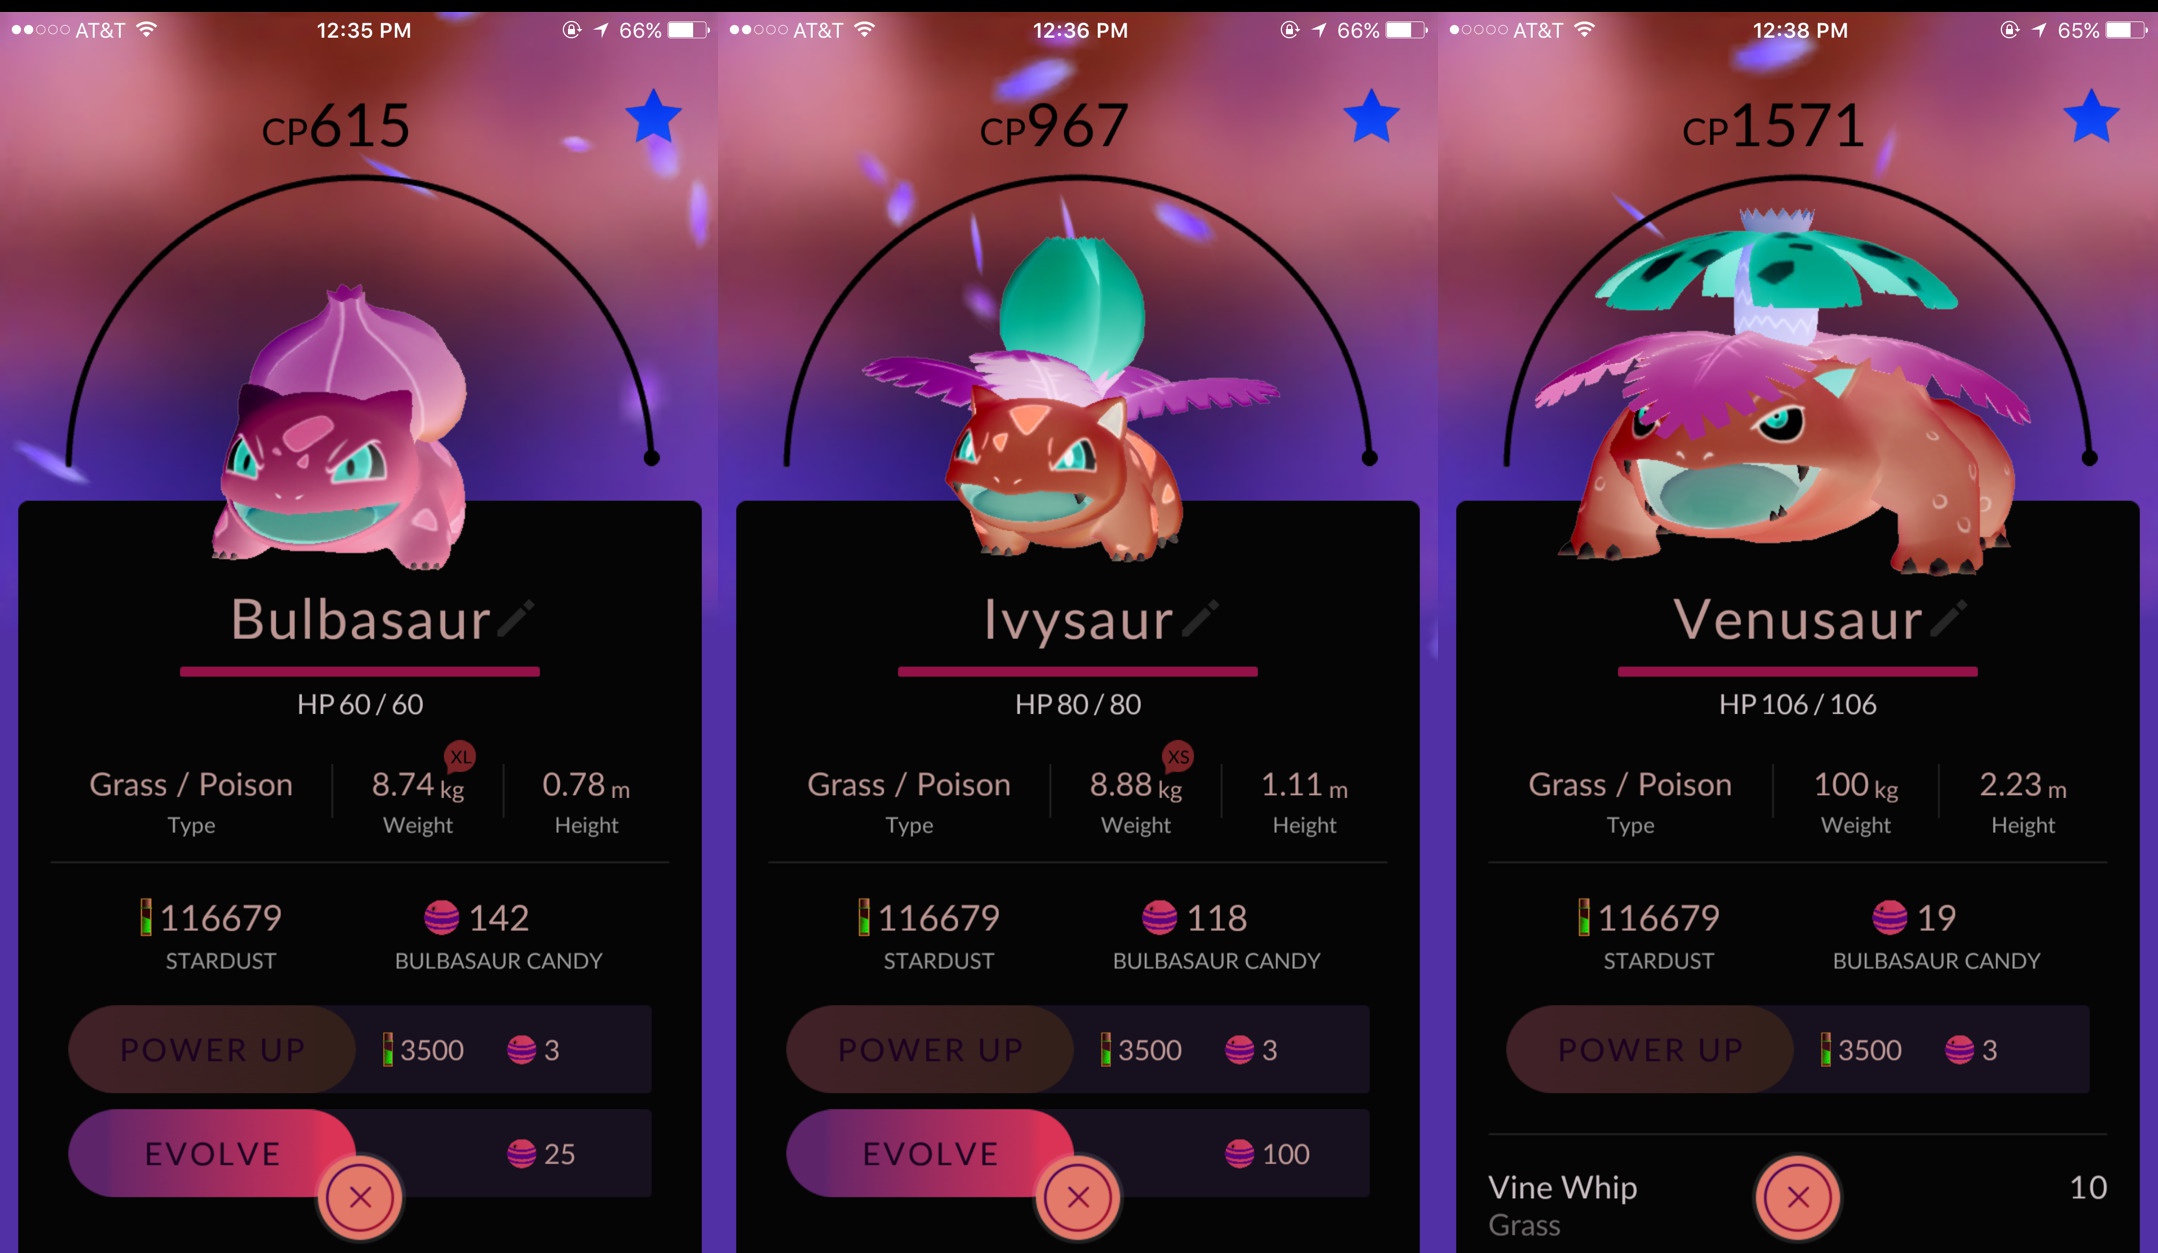 AT&T 12:35 PM 66%
CP615
Bulbasaur
HP 60 / 60
XL
Grass / Poison 8.74 kg 0.78 m
Type Weight Height
116679 142
STARDUST BULBASAUR CANDY
POWER UP 3500 3
EVOLVE 25
AT&T 12:36 PM 66%
CP967
Ivysaur
HP 80 / 80
XS
Grass / Poison 8.88 kg 1.11 m
Type Weight Height
116679 118
STARDUST BULBASAUR CANDY
POWER UP 3500 3
EVOLVE 100
AT&T 12:38 PM 65%
CP1571
Venusaur
HP 106 / 106
Grass / Poison 100 kg 2.23 m
Type Weight Height
116679 19
STARDUST BULBASAUR CANDY
POWER UP 3500 3
Vine Whip 10
Grass